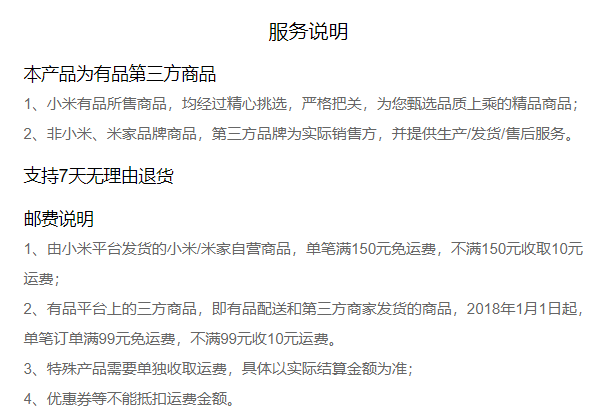 服务说明
本产品为有品第三方商品
1、小米有品所售商品，均经过精心挑选，严格把关，为您甄选品质上乘的精品商品；
2、非小米、米家品牌商品，第三方品牌为实际销售方，并提供生产/发货/售后服务。
支持7天无理由退货
邮费说明
1、由小米平台发货的小米/米家自营商品，单笔满150元免运费，不满150元收取10元
运费；
2、有品平台上的三方商品，即有品配送和第三方商家发货的商品，2018年1月1日起，
单笔订单满99元免运费，不满99元收10元运费。
3、特殊产品需要单独收取运费，具体以实际结算金额为准；
4、优惠券等不能抵扣运费金额。